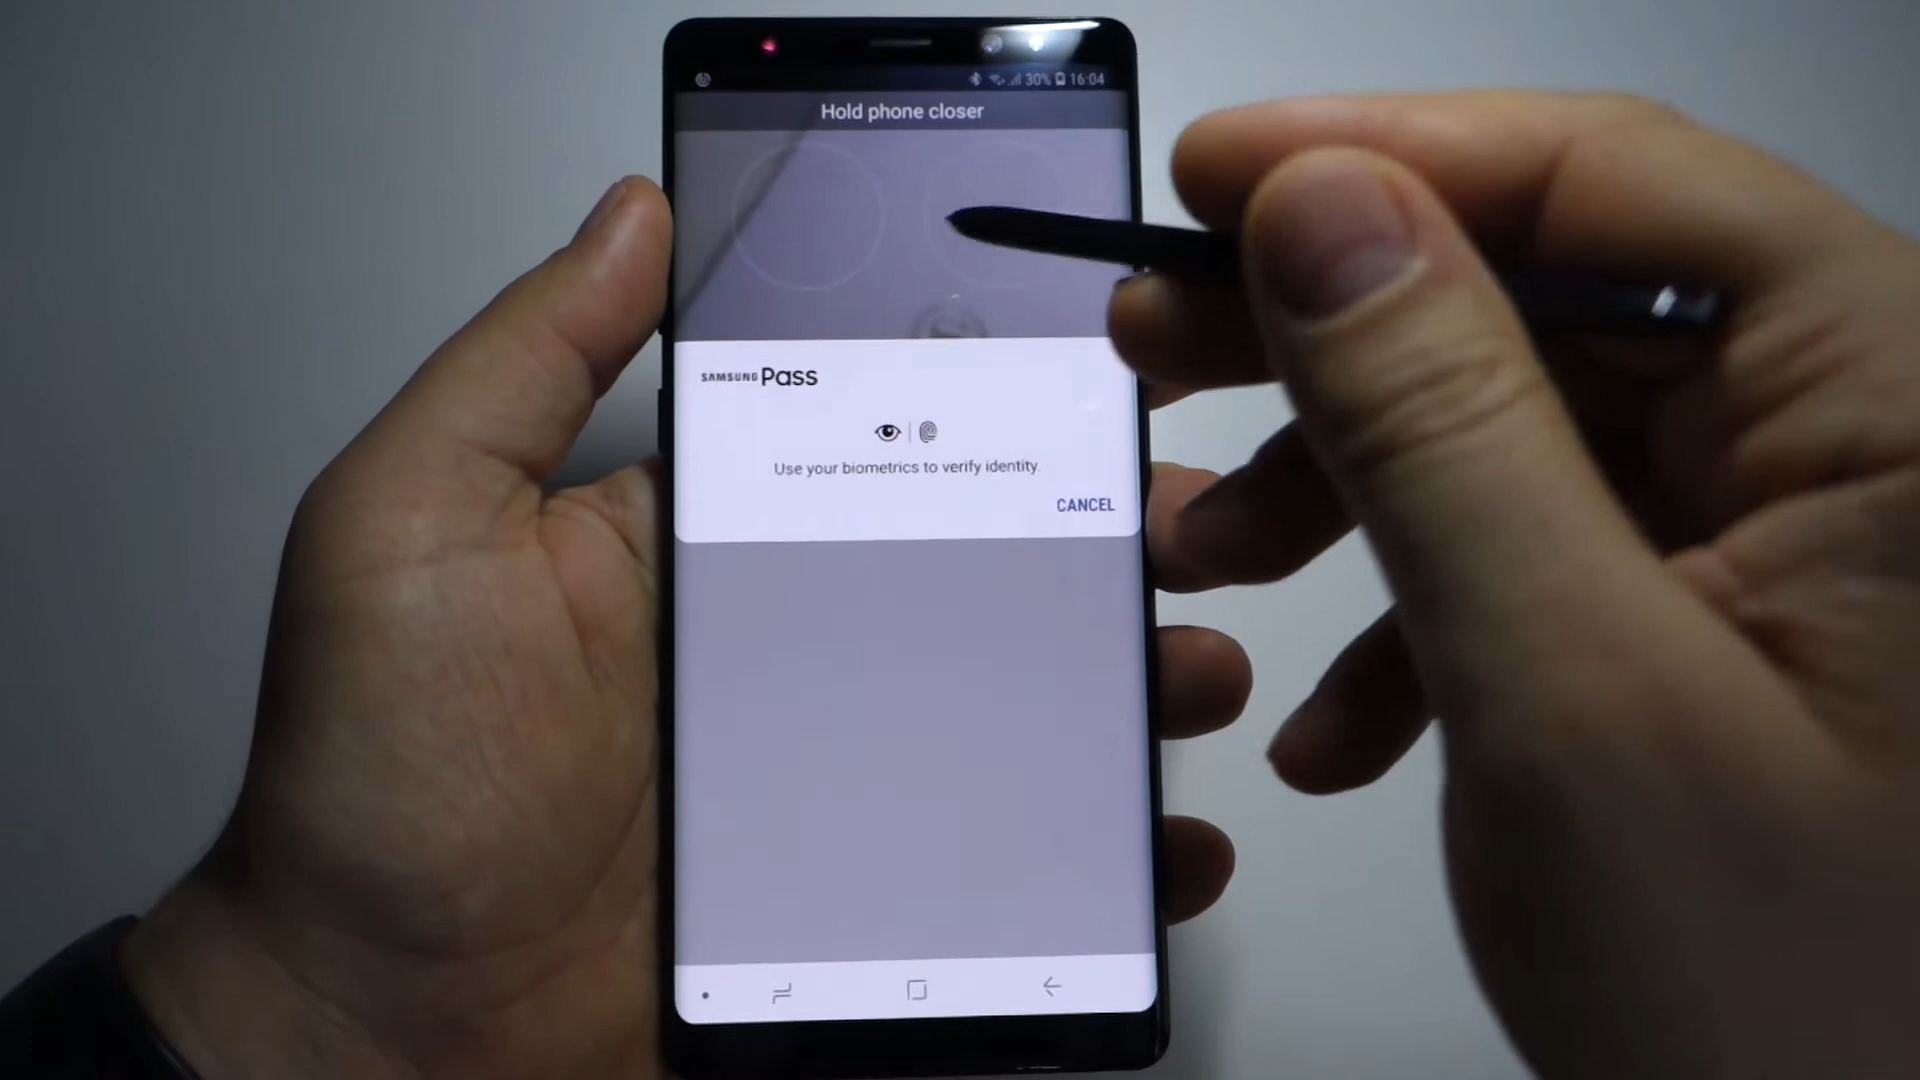 30% 16:04
Hold phone closer
SAMSUNG Pass
Use your biometrics to verify identity.
CANCEL